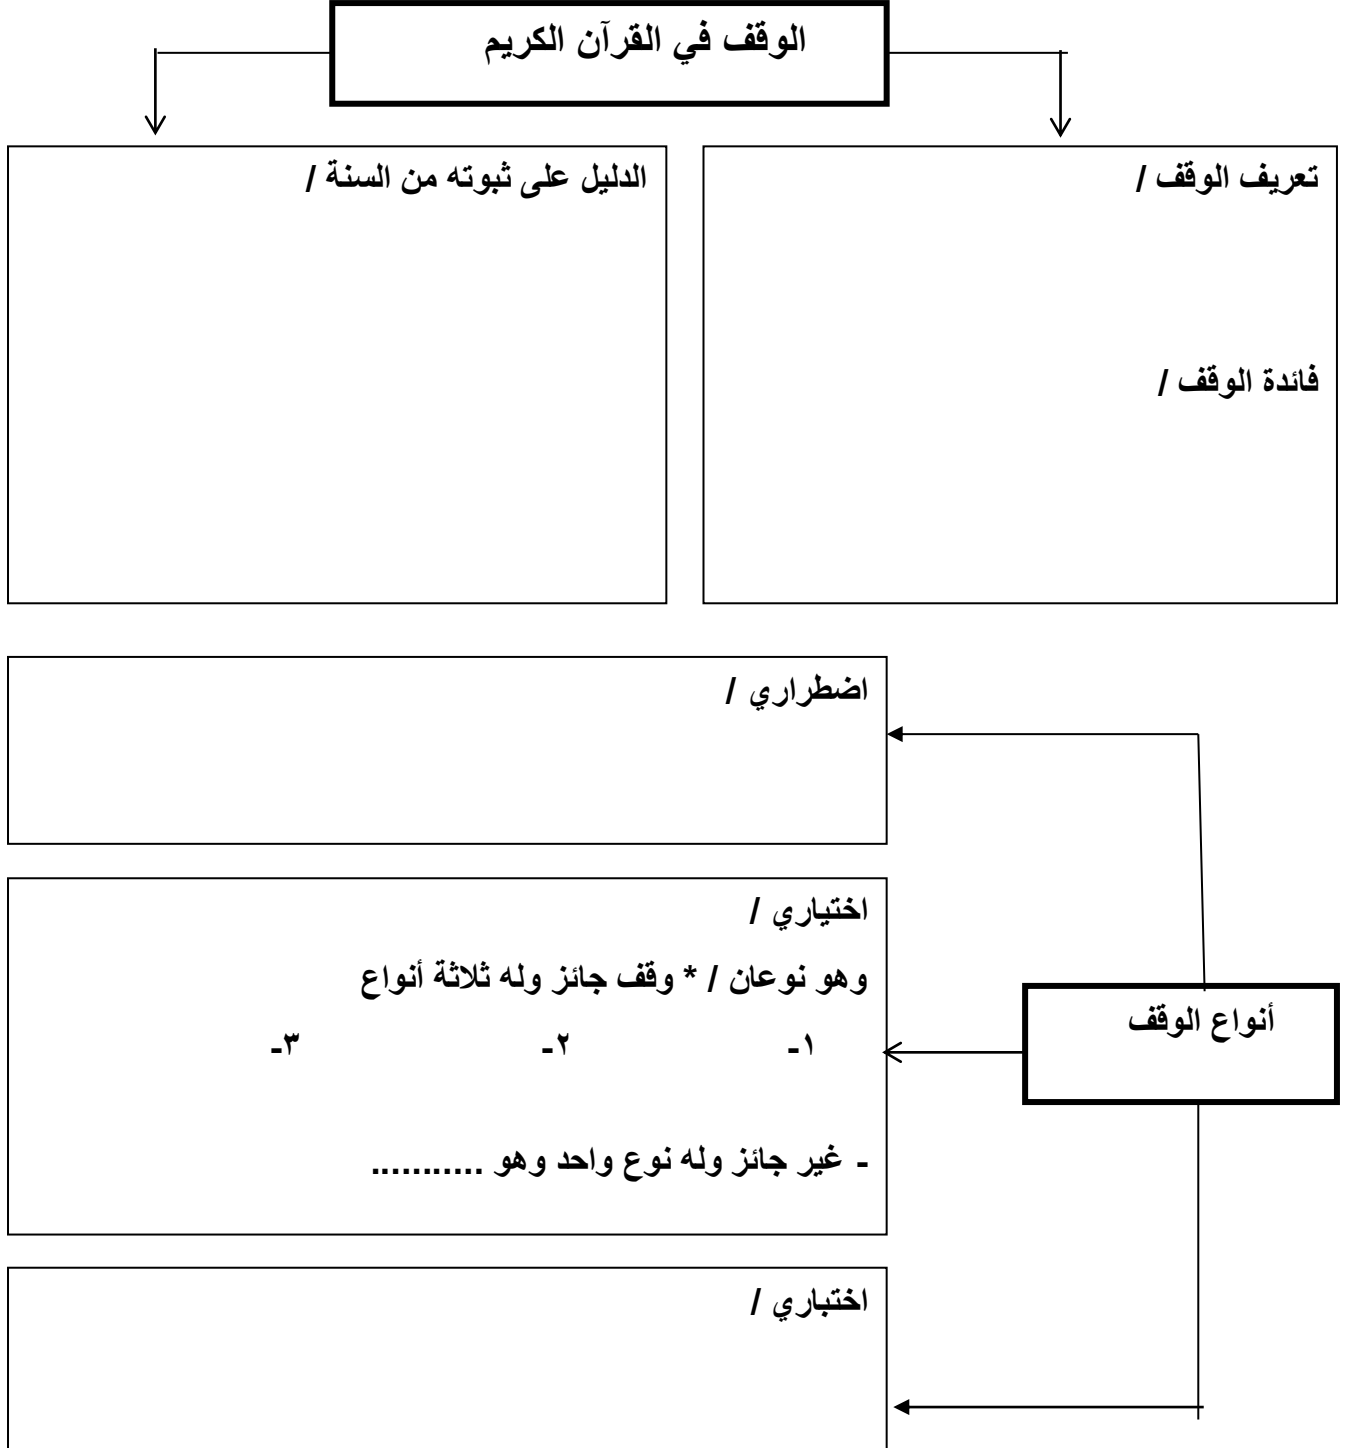 الوقف في القرآن الكريم
تعريف الوقف /
فائدة الوقف /
الدليل على ثبوته من السنة /
أنواع الوقف
اضطراري /
اختياري /
وهو نوعان / * وقف جائز وله ثلاثة أنواع
١- ٢- ٣-
- غير جائز وله نوع واحد وهو ...........
اختباري /